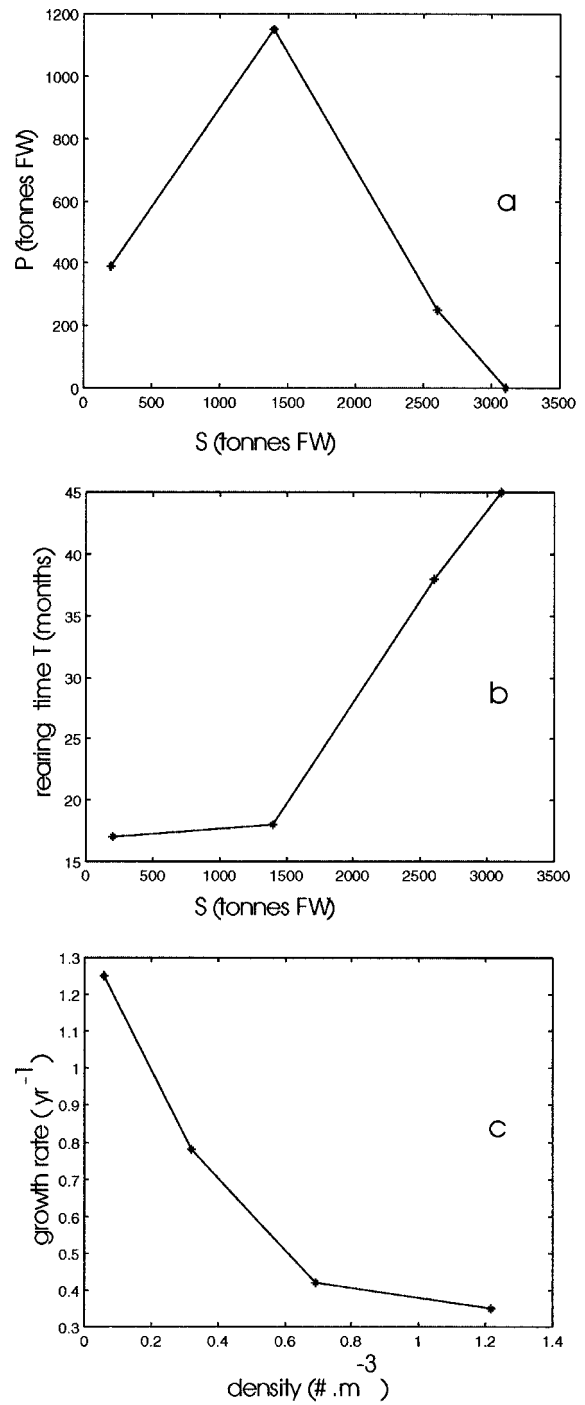 1200
1000
800
600
400
200
0
P (tonnes FW)
a
0 500 1000 1500 2000 2500 3000 3500
S (tonnes FW)
45
40
35
30
25
20
15
rearing time T (months)
b
0 500 1000 1500 2000 2500 3000 3500
S (tonnes FW)
1.3
1.2
1.1
1
0.9
0.8
0.7
0.6
0.5
0.4
0.3
growth rate (yr⁻¹)
c
0 0.2 0.4 0.6 0.8 1 1.2 1.4
density (#.m⁻³)